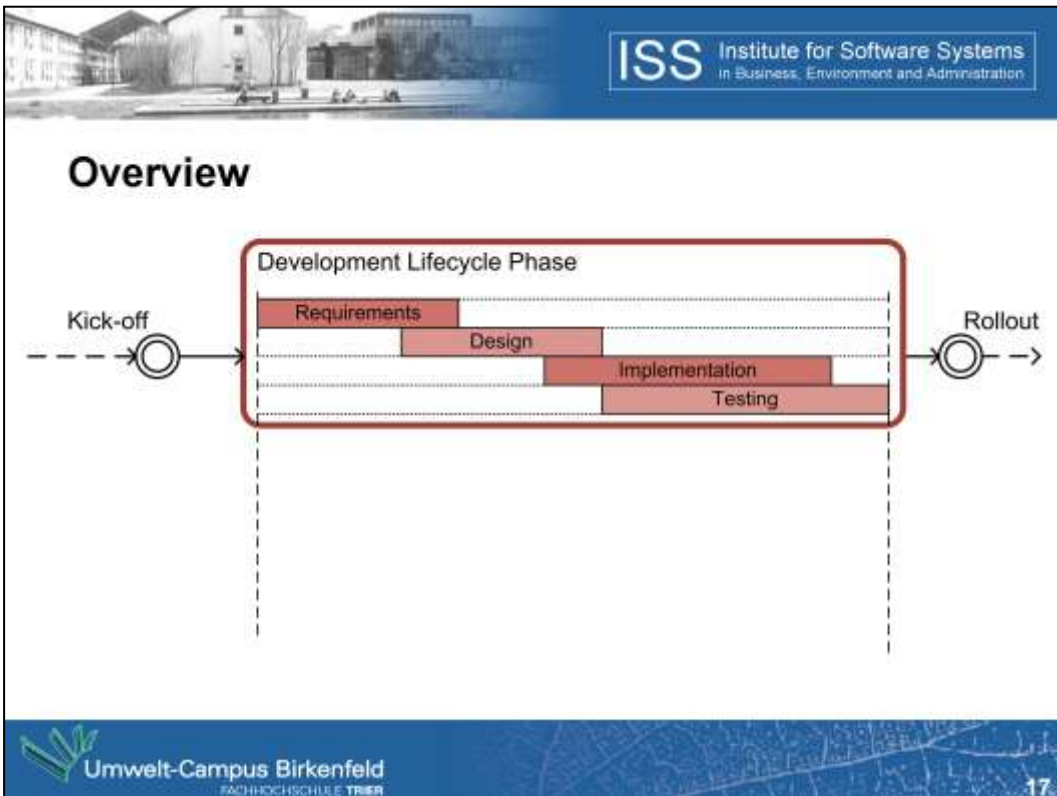 ISS Institute for Software Systems
in Business, Environment and Administration
Overview
Development Lifecycle Phase
Requirements
Kick-off
Rollout
Design
Implementation
Testing
Umwelt-Campus Birkenfeld
FACHHOCHSCHULE TRIER
17